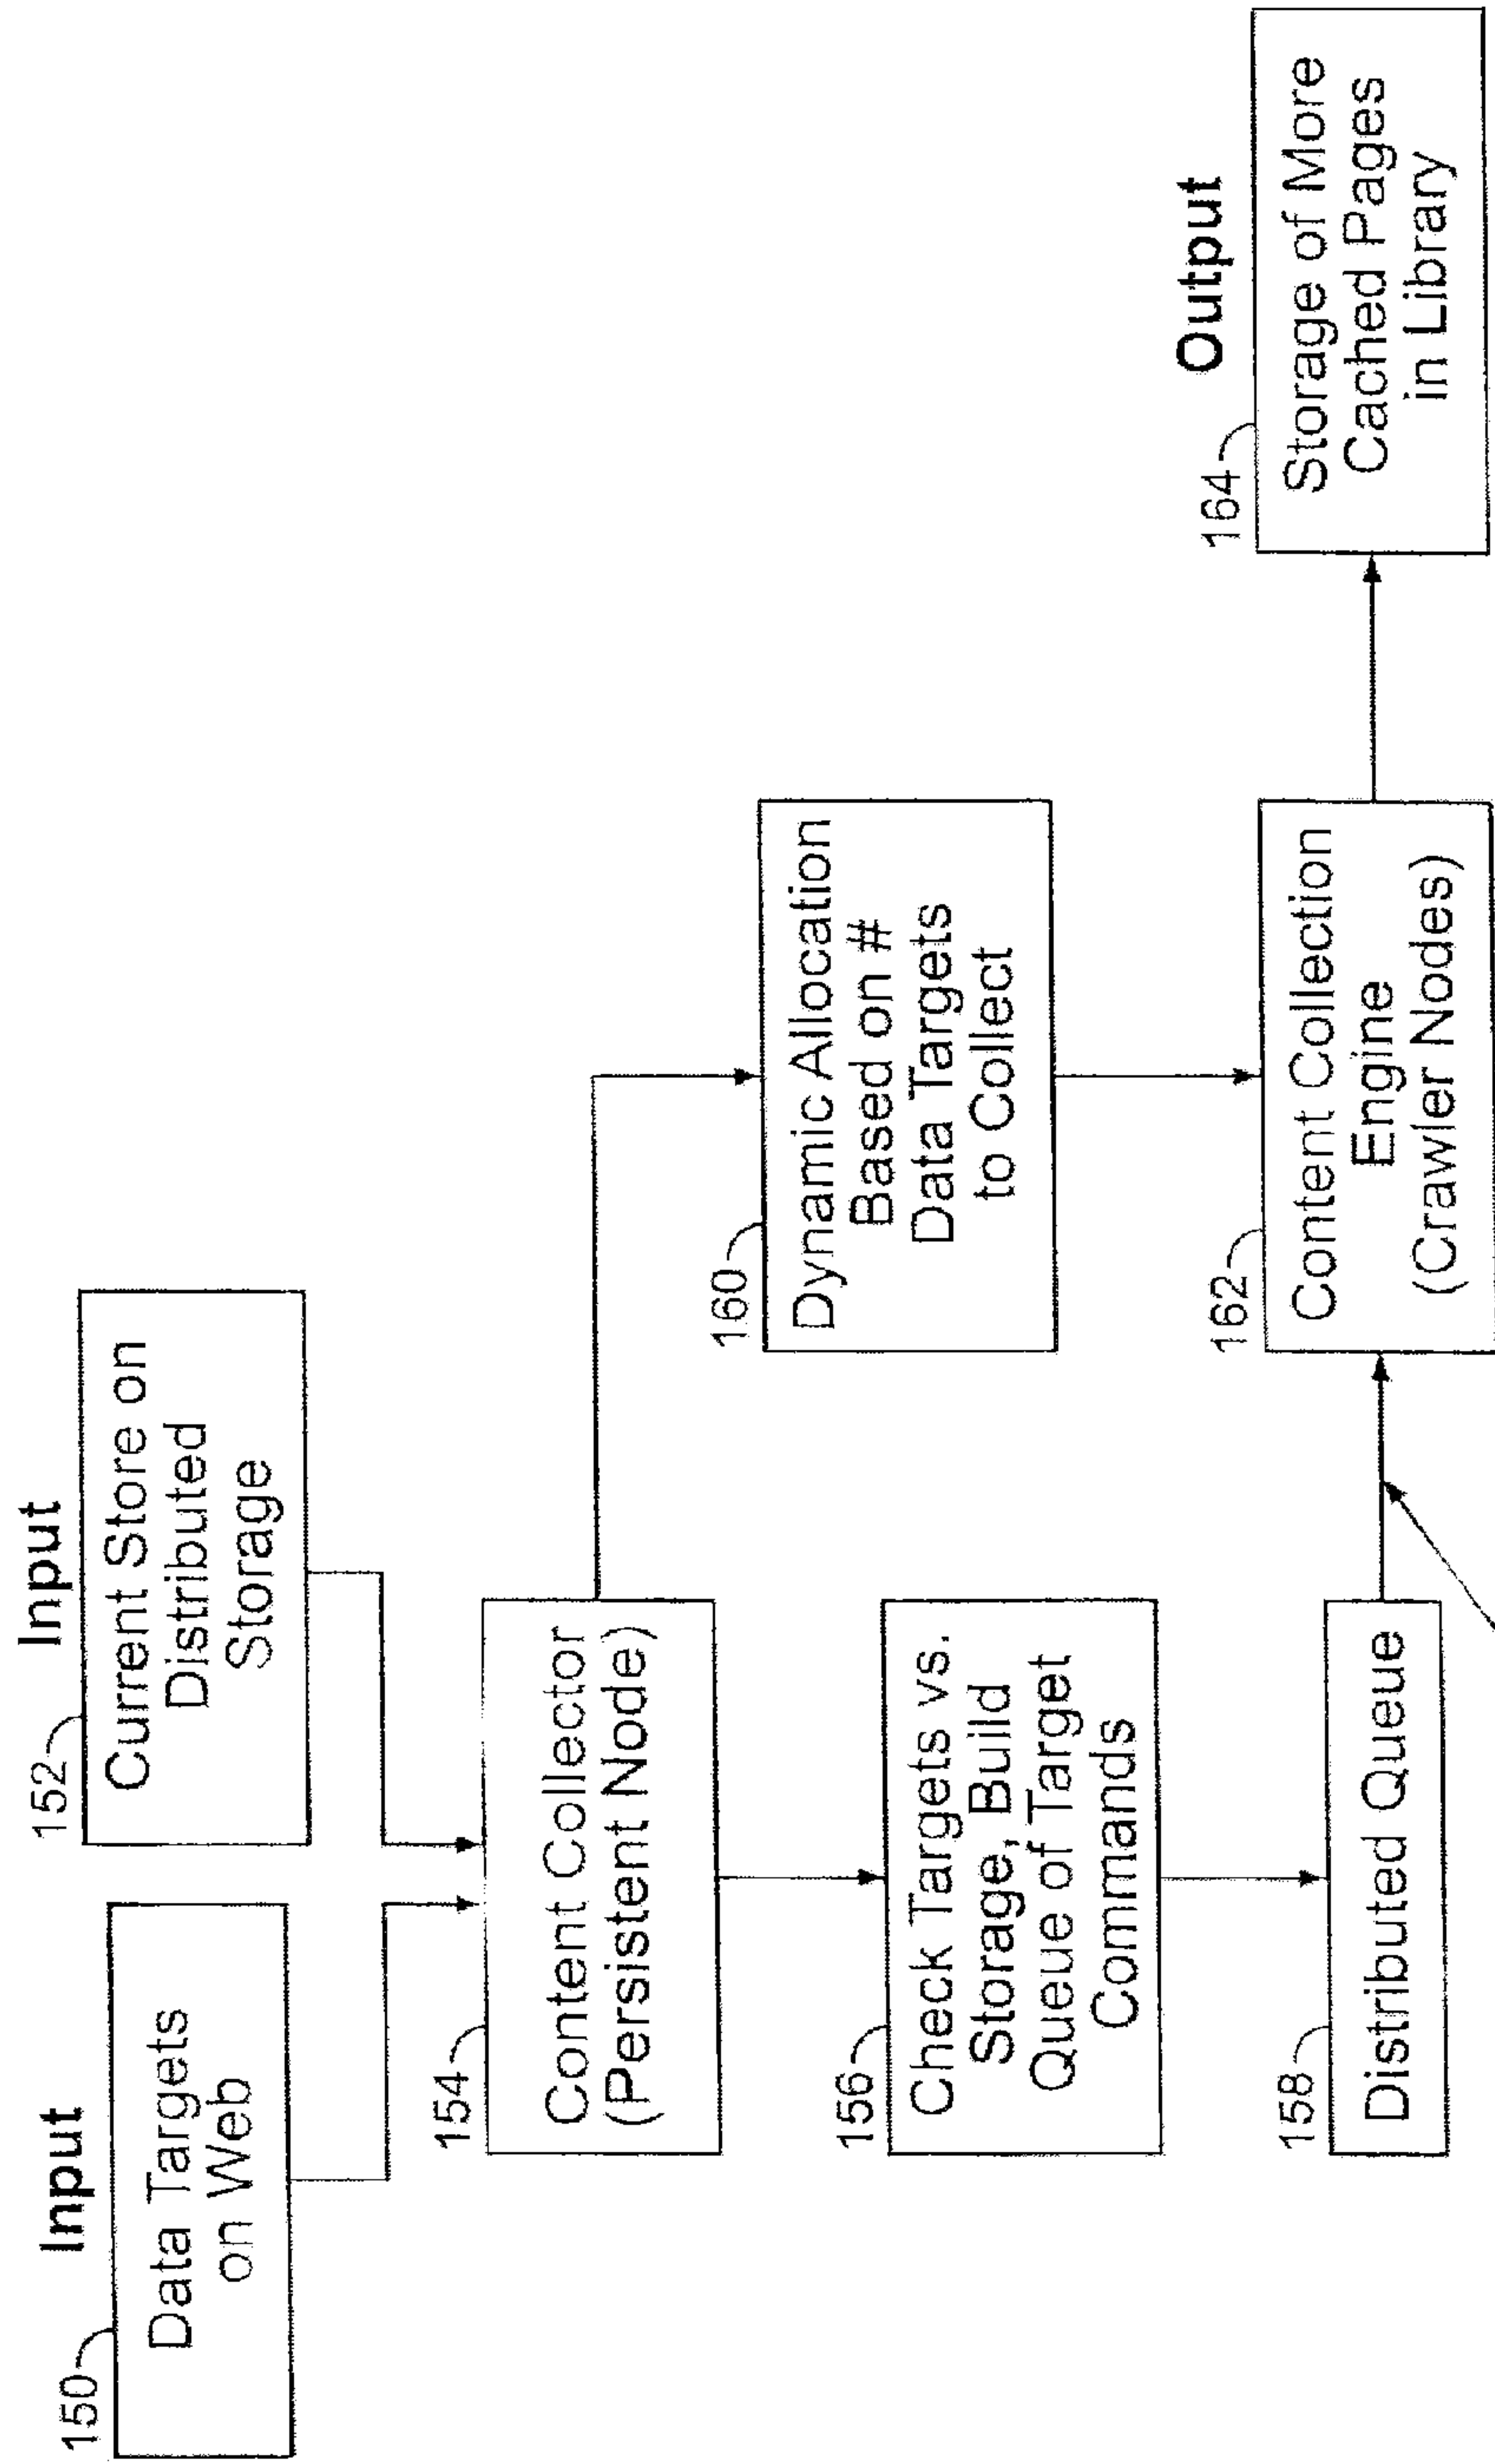 Input
150
Data Targets
on Web
Input
152
Current Store on
Distributed
Storage
154
Content Collector
(Persistent Node)
156
Check Targets vs.
Storage, Build
Queue of Target
Commands
158
Distributed Queue
160
Dynamic Allocation
Based on #
Data Targets
to Collect
162
Content Collection
Engine
(Crawler Nodes)
Output
164
Storage of More
Cached Pages
in Library